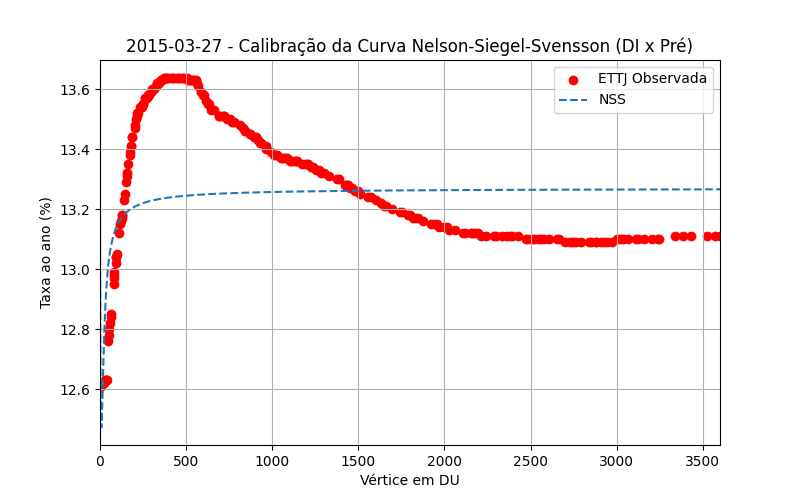 2015-03-27 - Calibração da Curva Nelson-Siegel-Svensson (DI x Pré)
ETTJ Observada
NSS
Taxa ao ano (%)
13.6
13.4
13.2
13.0
12.8
12.6
0 500 1000 1500 2000 2500 3000 3500
Vértice em DU